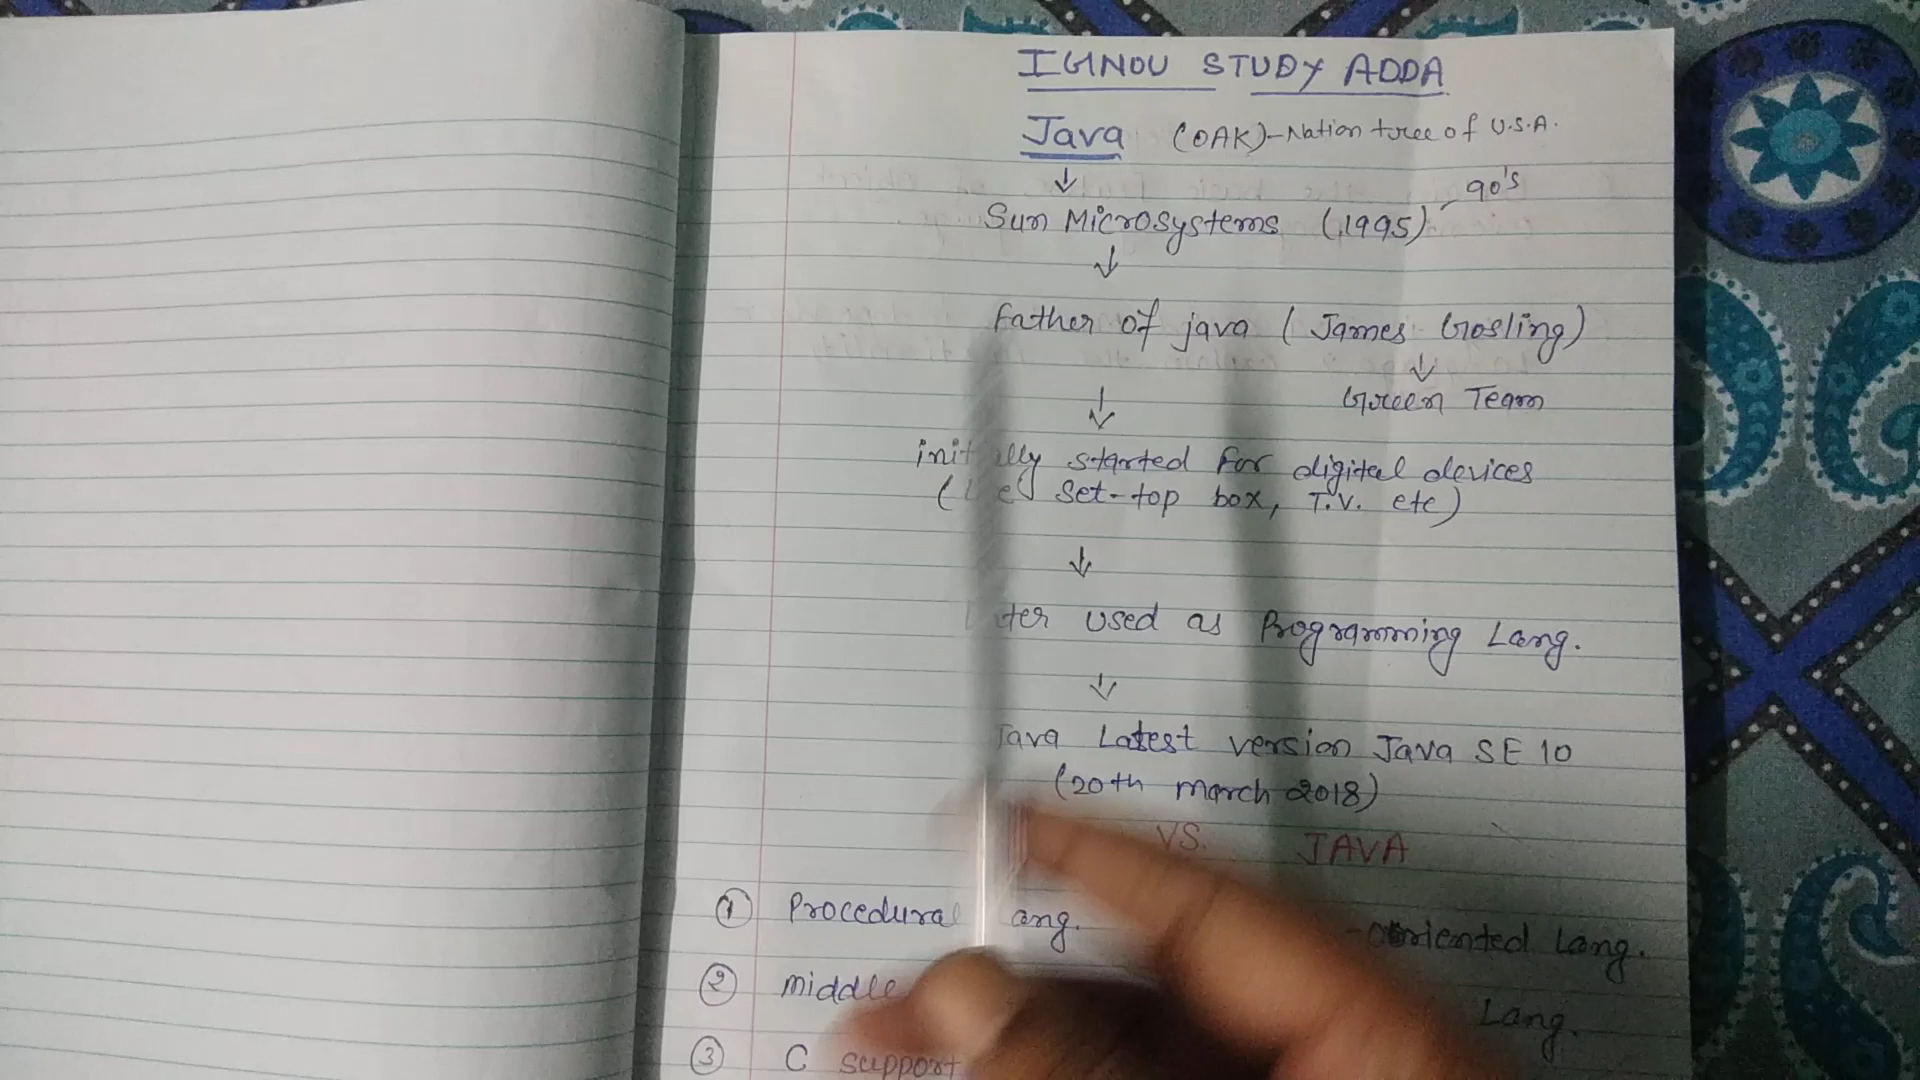 IGNOU STUDY ADDA
Java (OAK)-Nation tree of U.S.A.
↓
Sun Microsystems (1995) - 90's
↓
Father of java (James Gosling)
↓
↓ Green Team
started for digital devices
Set-top box, T.V. etc)
↓
used as Programming Lang.
↓
Java Latest version Java SE 10
(20th march 2018)
VS. JAVA
① Procedural Lang. -oriented Lang.
② middle Lang.
③ C support